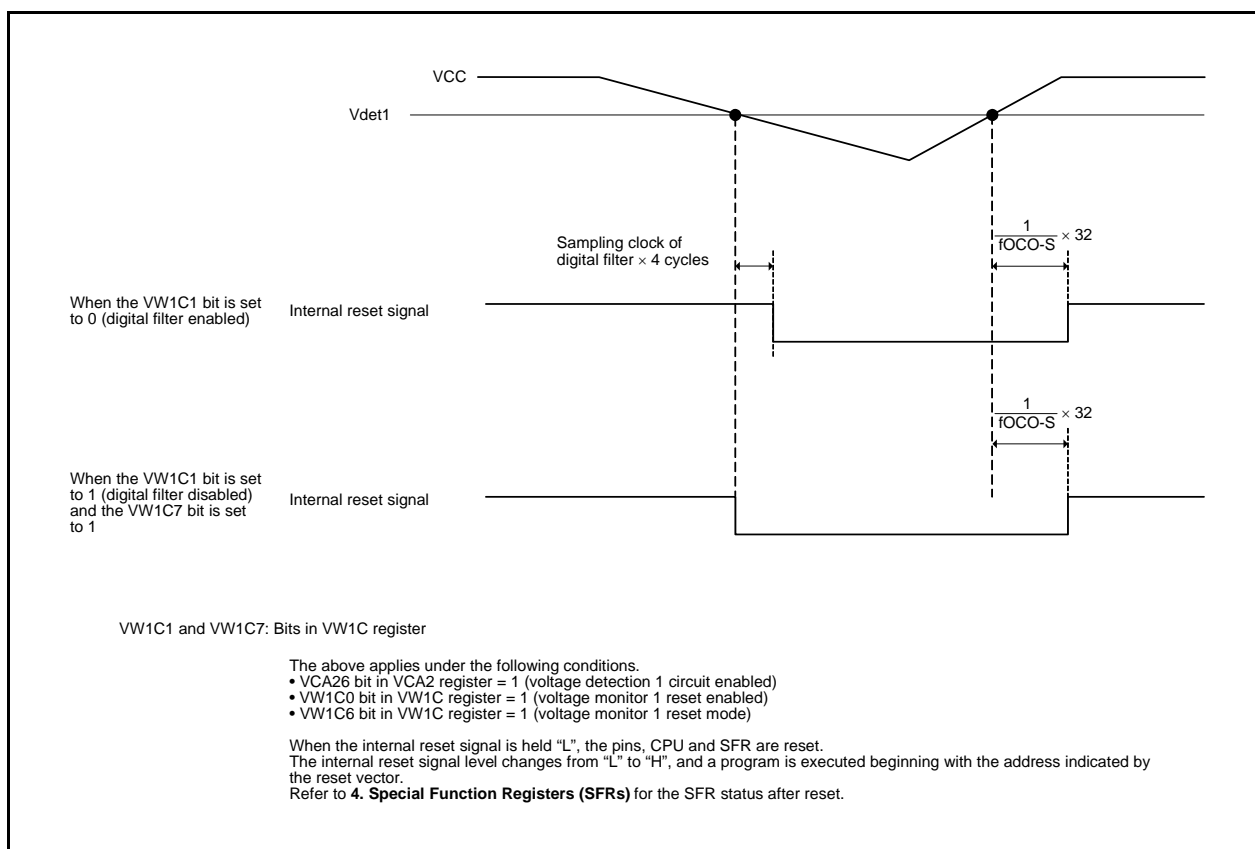 VCC
Vdet1
Sampling clock of
digital filter × 4 cycles
1
fOCO-S
× 32
When the VW1C1 bit is set
to 0 (digital filter enabled)
Internal reset signal
1
fOCO-S
× 32
When the VW1C1 bit is set
to 1 (digital filter disabled)
and the VW1C7 bit is set
to 1
Internal reset signal
VW1C1 and VW1C7: Bits in VW1C register
The above applies under the following conditions.
• VCA26 bit in VCA2 register = 1 (voltage detection 1 circuit enabled)
• VW1C0 bit in VW1C register = 1 (voltage monitor 1 reset enabled)
• VW1C6 bit in VW1C register = 1 (voltage monitor 1 reset mode)
When the internal reset signal is held “L”, the pins, CPU and SFR are reset.
The internal reset signal level changes from “L” to “H”, and a program is executed beginning with the address indicated by
the reset vector.
Refer to 4. Special Function Registers (SFRs) for the SFR status after reset.